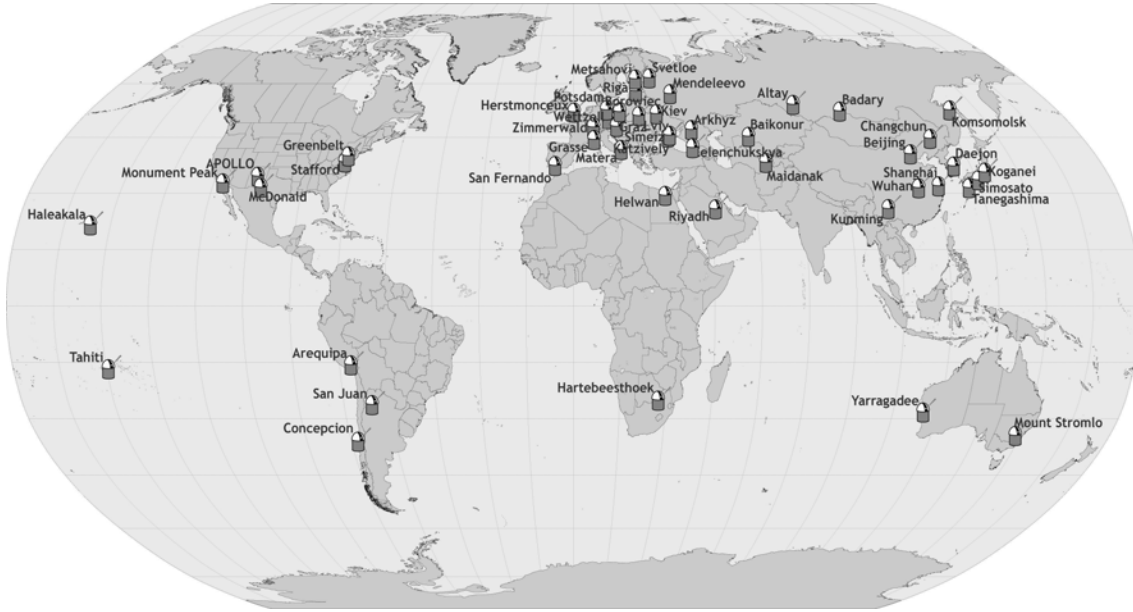 Metsahovi
Svetloe
Riga
Mendeleevo
Potsdam
Borowiec
Herstmonceux
Wettzell
Kiev
Altay
Badary
Komsomolsk
Zimmerwald
Graz
Lviv
Arkhyz
Baikonur
Changchun
Simeiz
Beijing
Grasse
Katzively
Zelenchukskya
Matera
Maidanak
Daejon
San Fernando
Shanghai
Koganei
Wuhan
Simosato
Tanegashima
Greenbelt
Stafford
APOLLO
Monument Peak
McDonald
Haleakala
Helwan
Riyadh
Kunming
Tahiti
Arequipa
San Juan
Concepcion
Hartebeesthoek
Yarragadee
Mount Stromlo